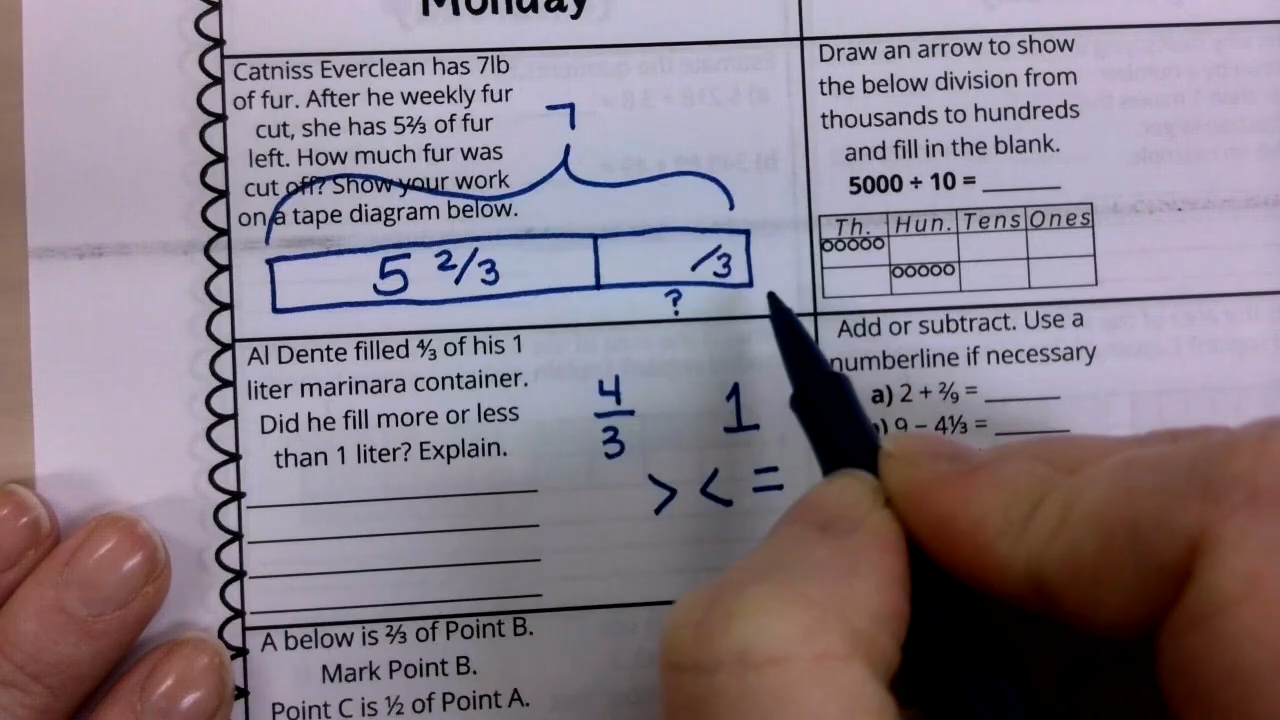 Monday
Catniss Everclean has 7lb
of fur. After he weekly fur
cut, she has 5⅔ of fur
left. How much fur was
cut off? Show your work
on a tape diagram below.
7
5 2/3
/3
?
Draw an arrow to show
the below division from
thousands to hundreds
and fill in the blank.
5000 ÷ 10 = ______
Th. Hun. Tens Ones
ooooo
ooooo
Al Dente filled 4/3 of his 1
liter marinara container.
Did he fill more or less
than 1 liter? Explain.
4/3 1
> < =
Add or subtract. Use a
numberline if necessary
a) 2 + 2/9 = ______
) 9 – 4⅓ = ______
A below is ⅔ of Point B.
Mark Point B.
Point C is ½ of Point A.